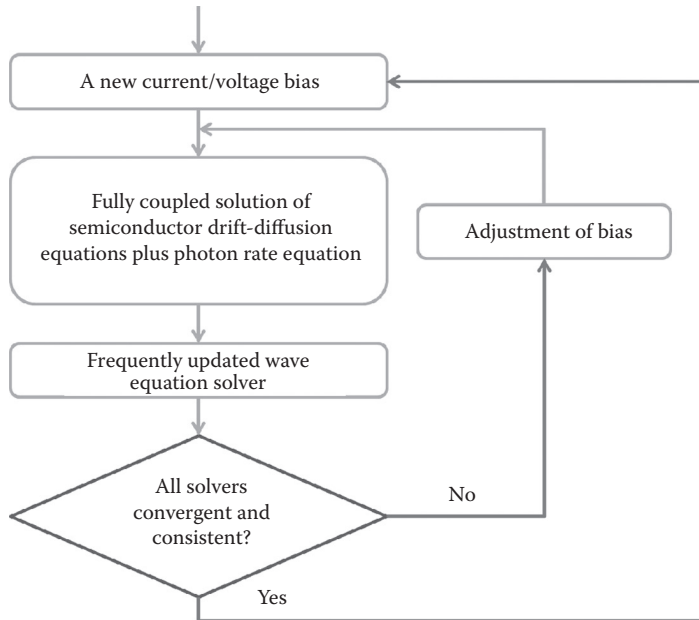 A new current/voltage bias
Fully coupled solution of
semiconductor drift-diffusion
equations plus photon rate equation
Adjustment of bias
Frequently updated wave
equation solver
All solvers
convergent and
consistent?
No
Yes